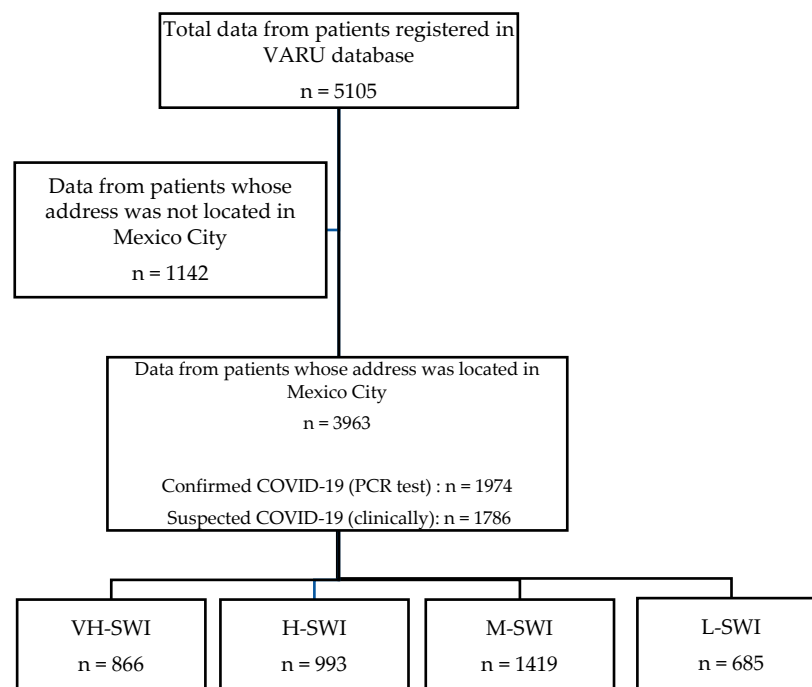 Total data from patients registered in
VARU database
n = 5105
Data from patients whose
address was not located in
Mexico City
n = 1142
Data from patients whose address was located in
Mexico City
n = 3963
Confirmed COVID-19 (PCR test) : n = 1974
Suspected COVID-19 (clinically): n = 1786
VH-SWI
n = 866
H-SWI
n = 993
M-SWI
n = 1419
L-SWI
n = 685